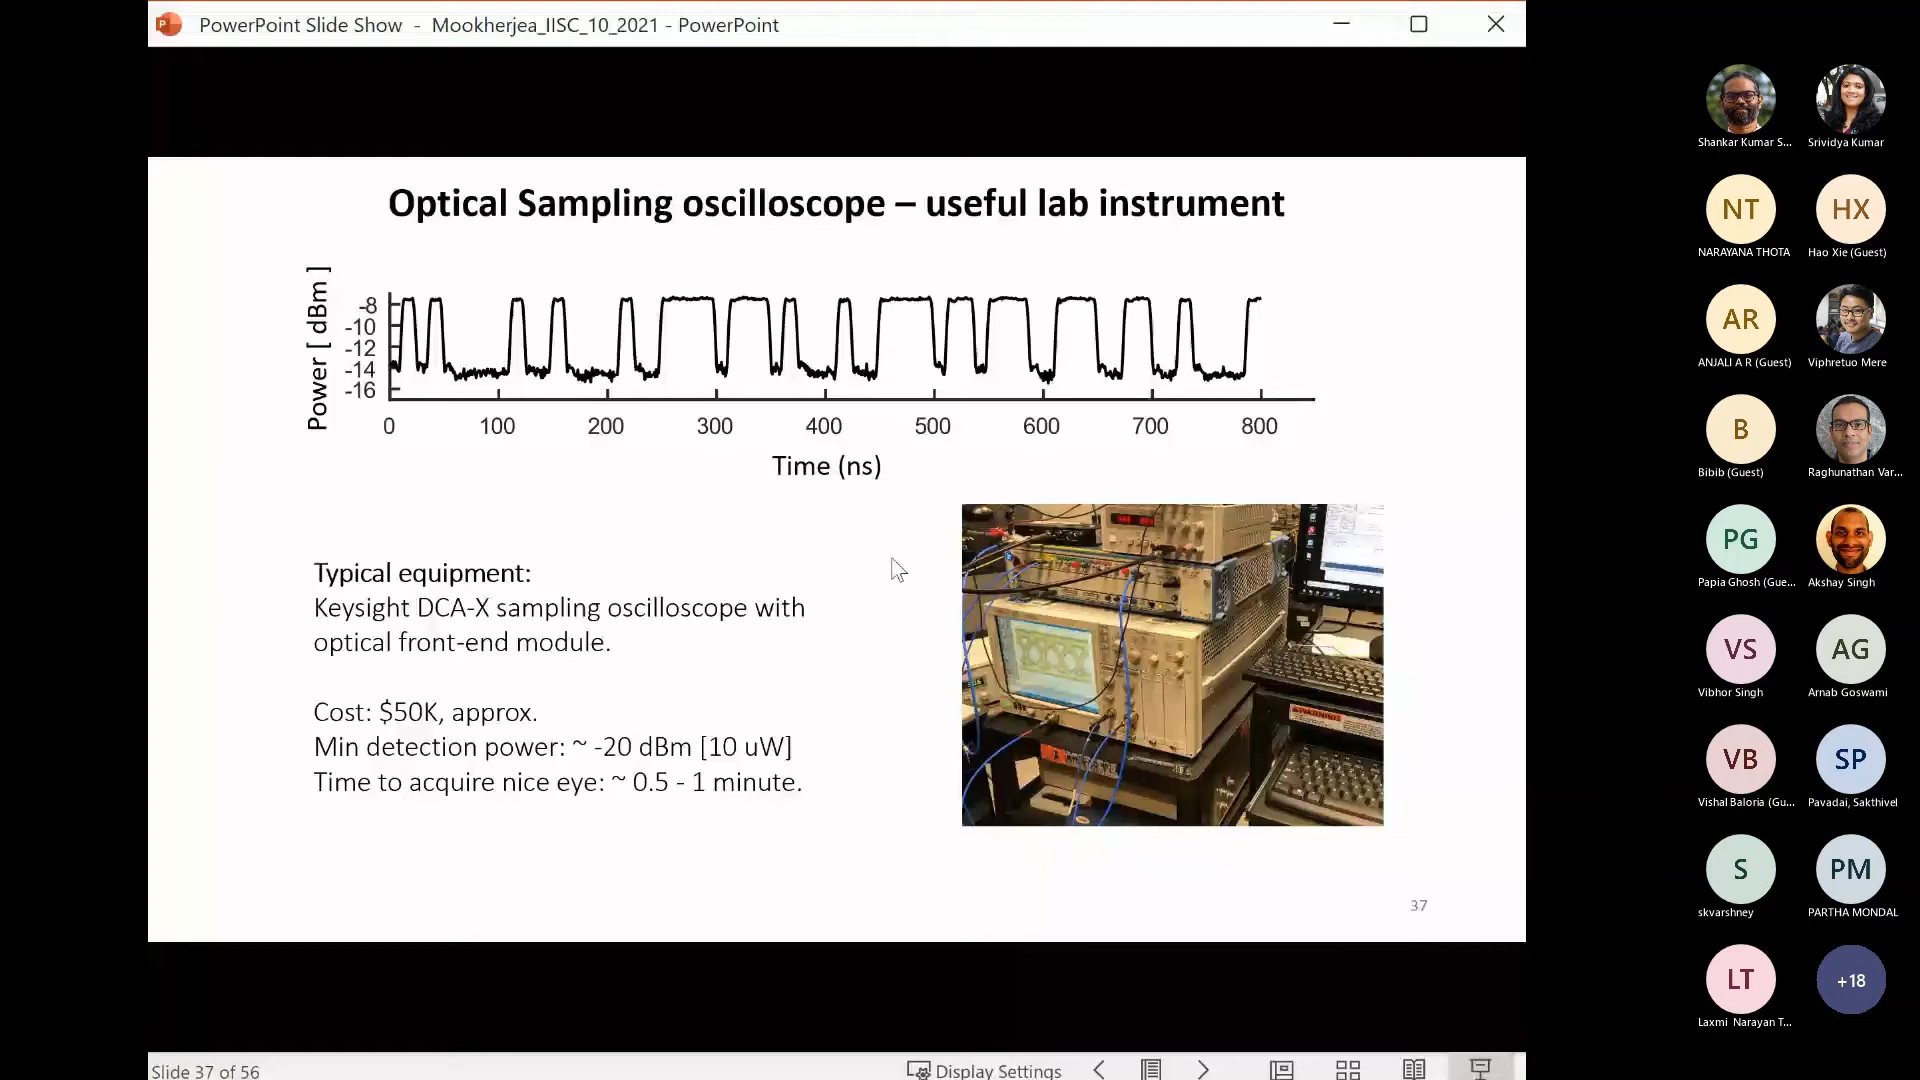 PowerPoint Slide Show - Mookherjea_IISC_10_2021 - PowerPoint
Optical Sampling oscilloscope – useful lab instrument
Power [ dBm ]
-8
-10
-12
-14
-16
0 100 200 300 400 500 600 700 800
Time (ns)
Typical equipment:
Keysight DCA-X sampling oscilloscope with
optical front-end module.
Cost: $50K, approx.
Min detection power: ~ -20 dBm [10 uW]
Time to acquire nice eye: ~ 0.5 - 1 minute.
37
Slide 37 of 56
Display Settings
Shankar Kumar S...
Srividya Kumar
NT
NARAYANA THOTA
HX
Hao Xie (Guest)
AR
ANJALI A R (Guest)
Viphretuo Mere
B
Bibib (Guest)
Raghunathan Var...
PG
Papia Ghosh (Gue...
Akshay Singh
VS
Vibhor Singh
AG
Arnab Goswami
VB
Vishal Baloria (Gu...
SP
Pavadai, Sakthivel
S
skvarshney
PM
PARTHA MONDAL
LT
Laxmi Narayan T...
+18